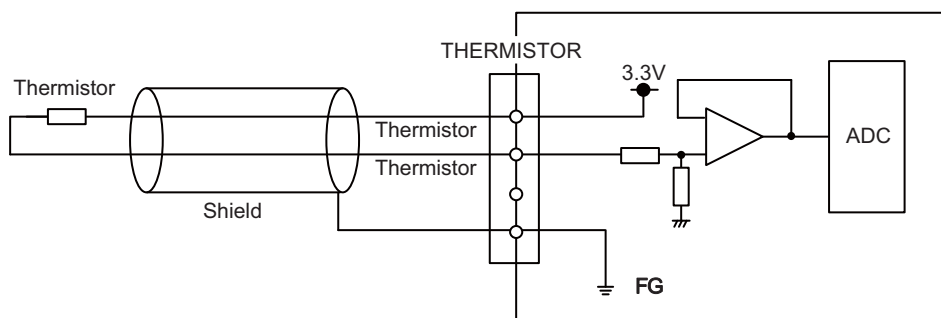 THERMISTOR
Thermistor
3.3V
Thermistor
ADC
Thermistor
Shield
FG